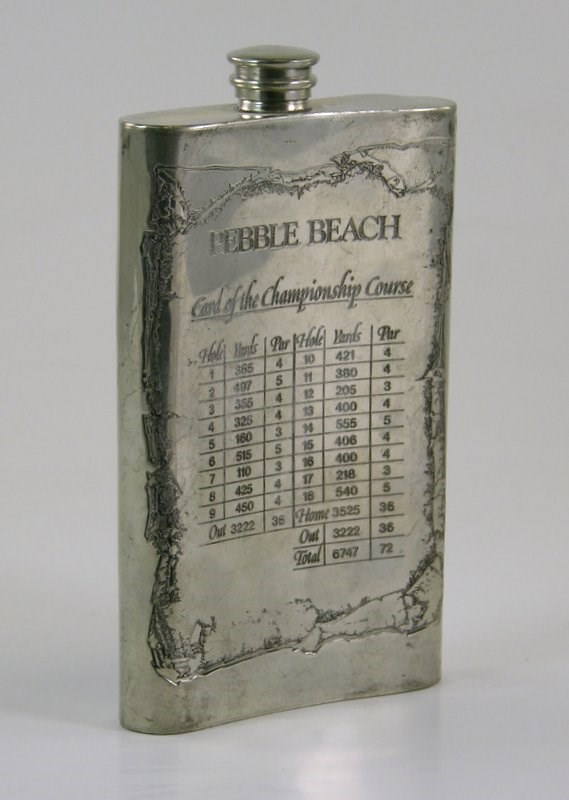 PEBBLE BEACH
Card of the Championship Course
Hole Yards Par Hole Yards Par
1 385 4 10 421 4
2 497 5 11 380 4
3 355 4 12 205 3
4 325 4 13 400 4
5 160 3 14 555 5
6 515 5 15 406 4
7 110 3 16 400 4
8 425 4 17 218 3
9 450 4 18 540 5
Out 3222 36 Home 3525 36
Out 3222 36
Total 6747 72